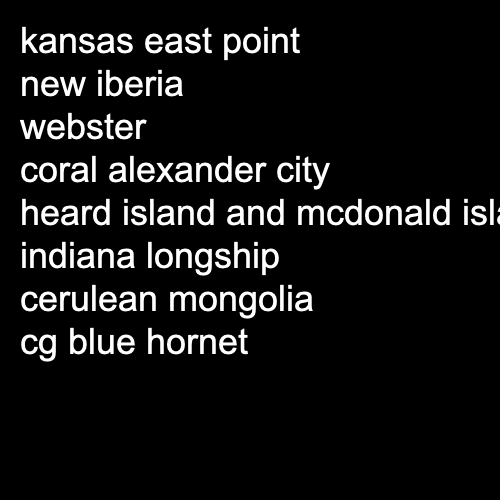 kansas east point
new iberia
webster
coral alexander city
heard island and mcdonald isla
indiana longship
cerulean mongolia
cg blue hornet